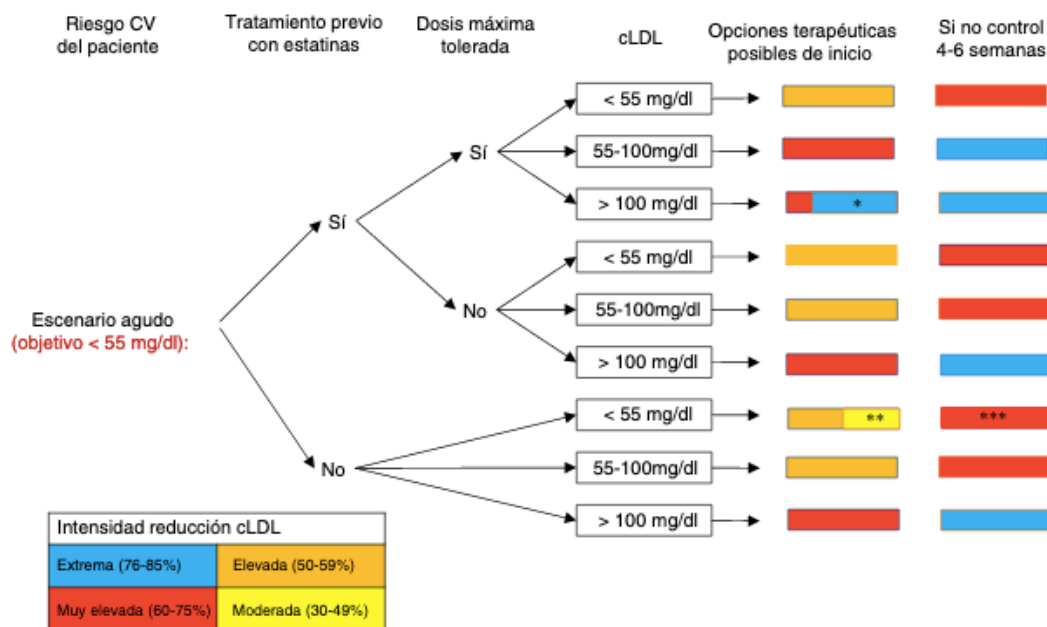 Riesgo CV
del paciente
Tratamiento previo
con estatinas
Dosis máxima
tolerada
cLDL
Opciones terapéuticas
posibles de inicio
Si no control
4-6 semanas
< 55 mg/dl
Sí
55-100mg/dl
> 100 mg/dl
*
Sí
< 55 mg/dl
No
55-100mg/dl
> 100 mg/dl
Escenario agudo
(objetivo < 55 mg/dl):
< 55 mg/dl
**
***
No
55-100mg/dl
> 100 mg/dl
Intensidad reducción cLDL
Extrema (76-85%)
Elevada (50-59%)
Muy elevada (60-75%)
Moderada (30-49%)